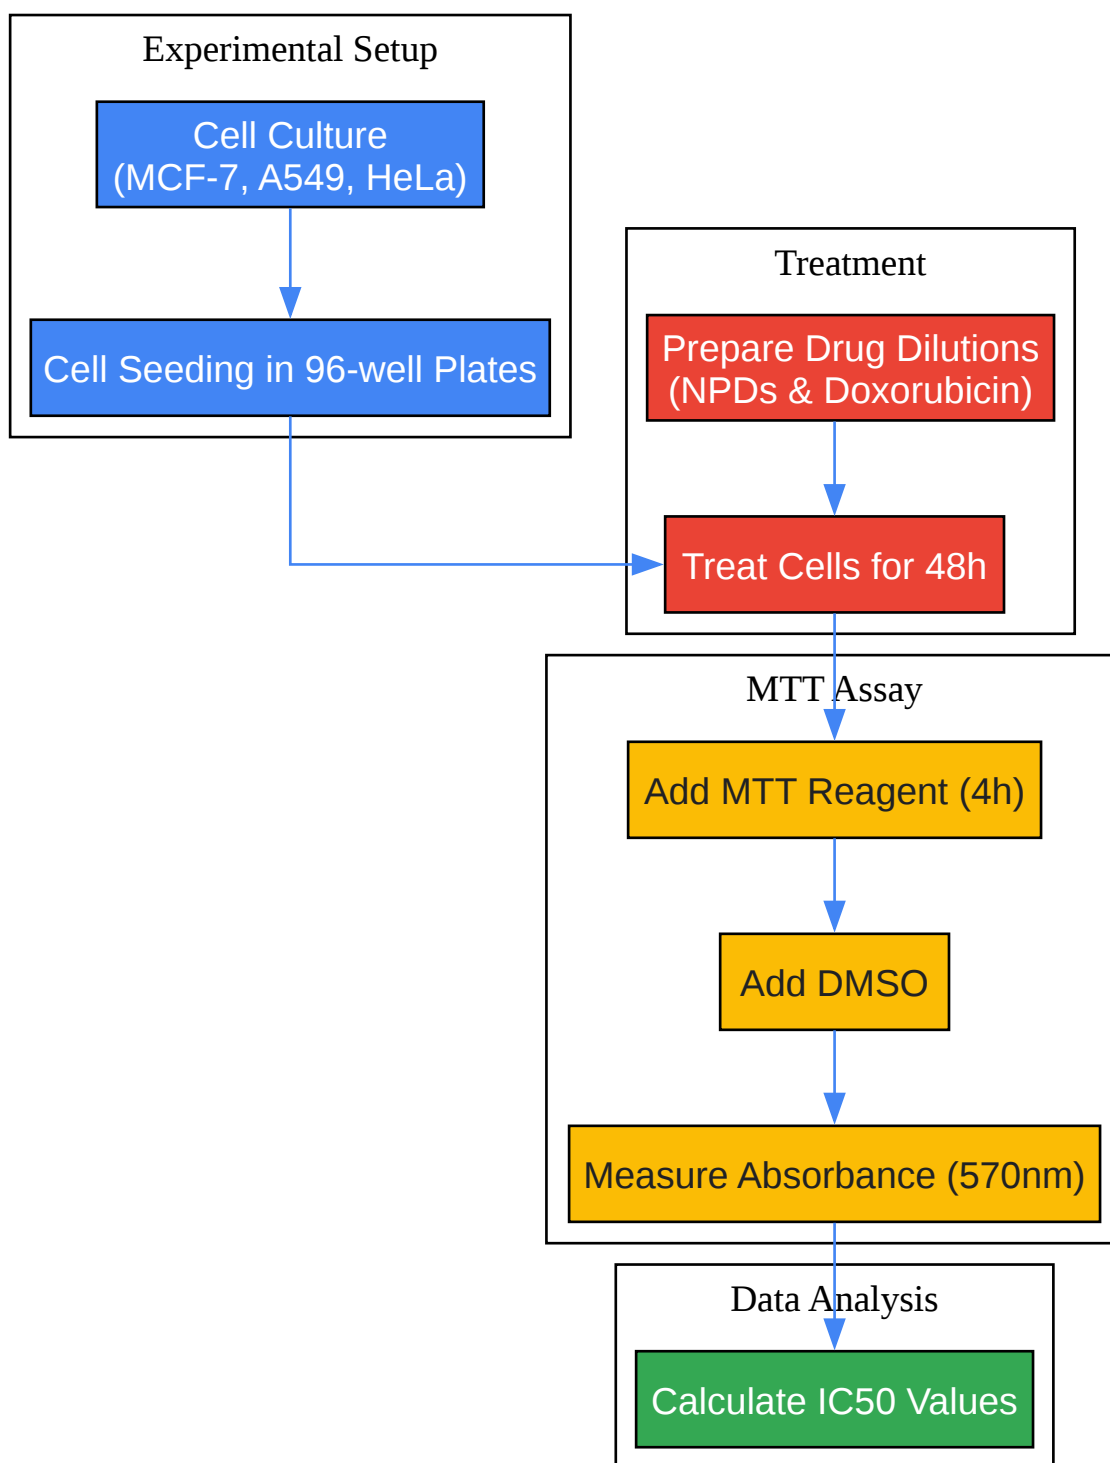 Experimental Setup
Cell Culture
(MCF-7, A549, HeLa)
Cell Seeding in 96-well Plates
Treatment
Prepare Drug Dilutions
(NPDs & Doxorubicin)
Treat Cells for 48h
MTT Assay
Add MTT Reagent (4h)
Add DMSO
Measure Absorbance (570nm)
Data Analysis
Calculate IC50 Values